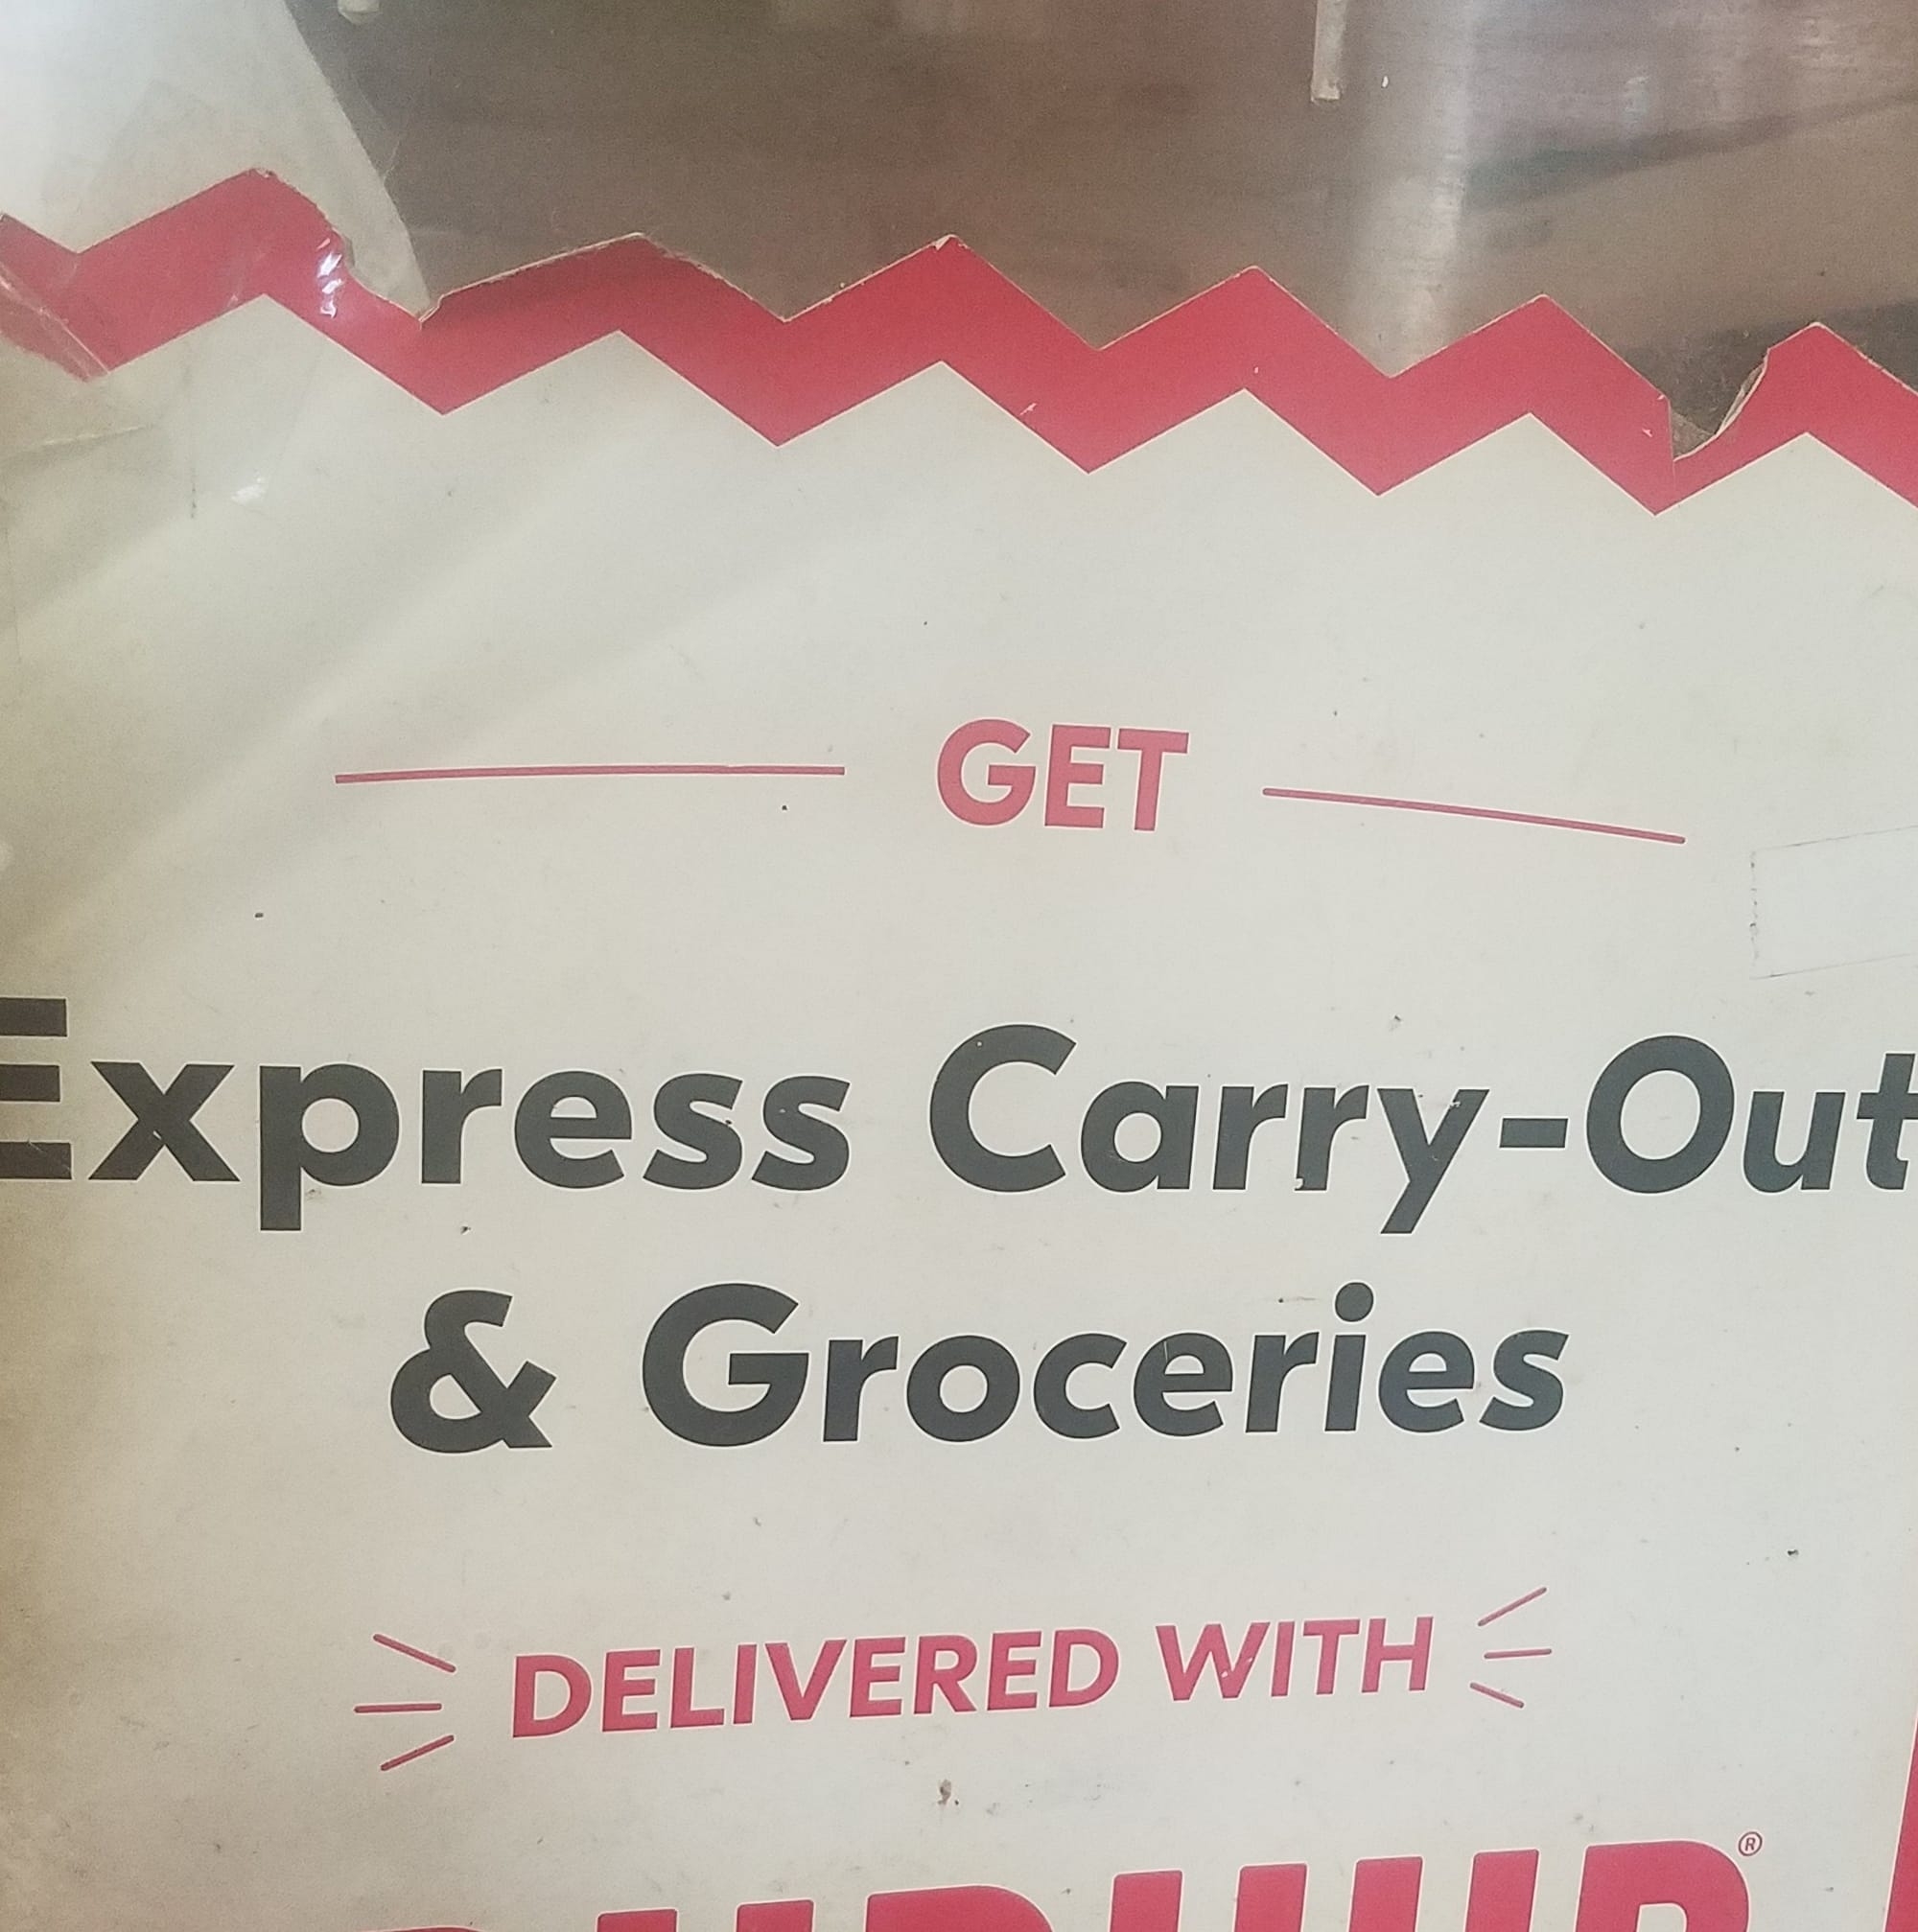 GET
Express Carry-Out
& Groceries
DELIVERED WITH
®